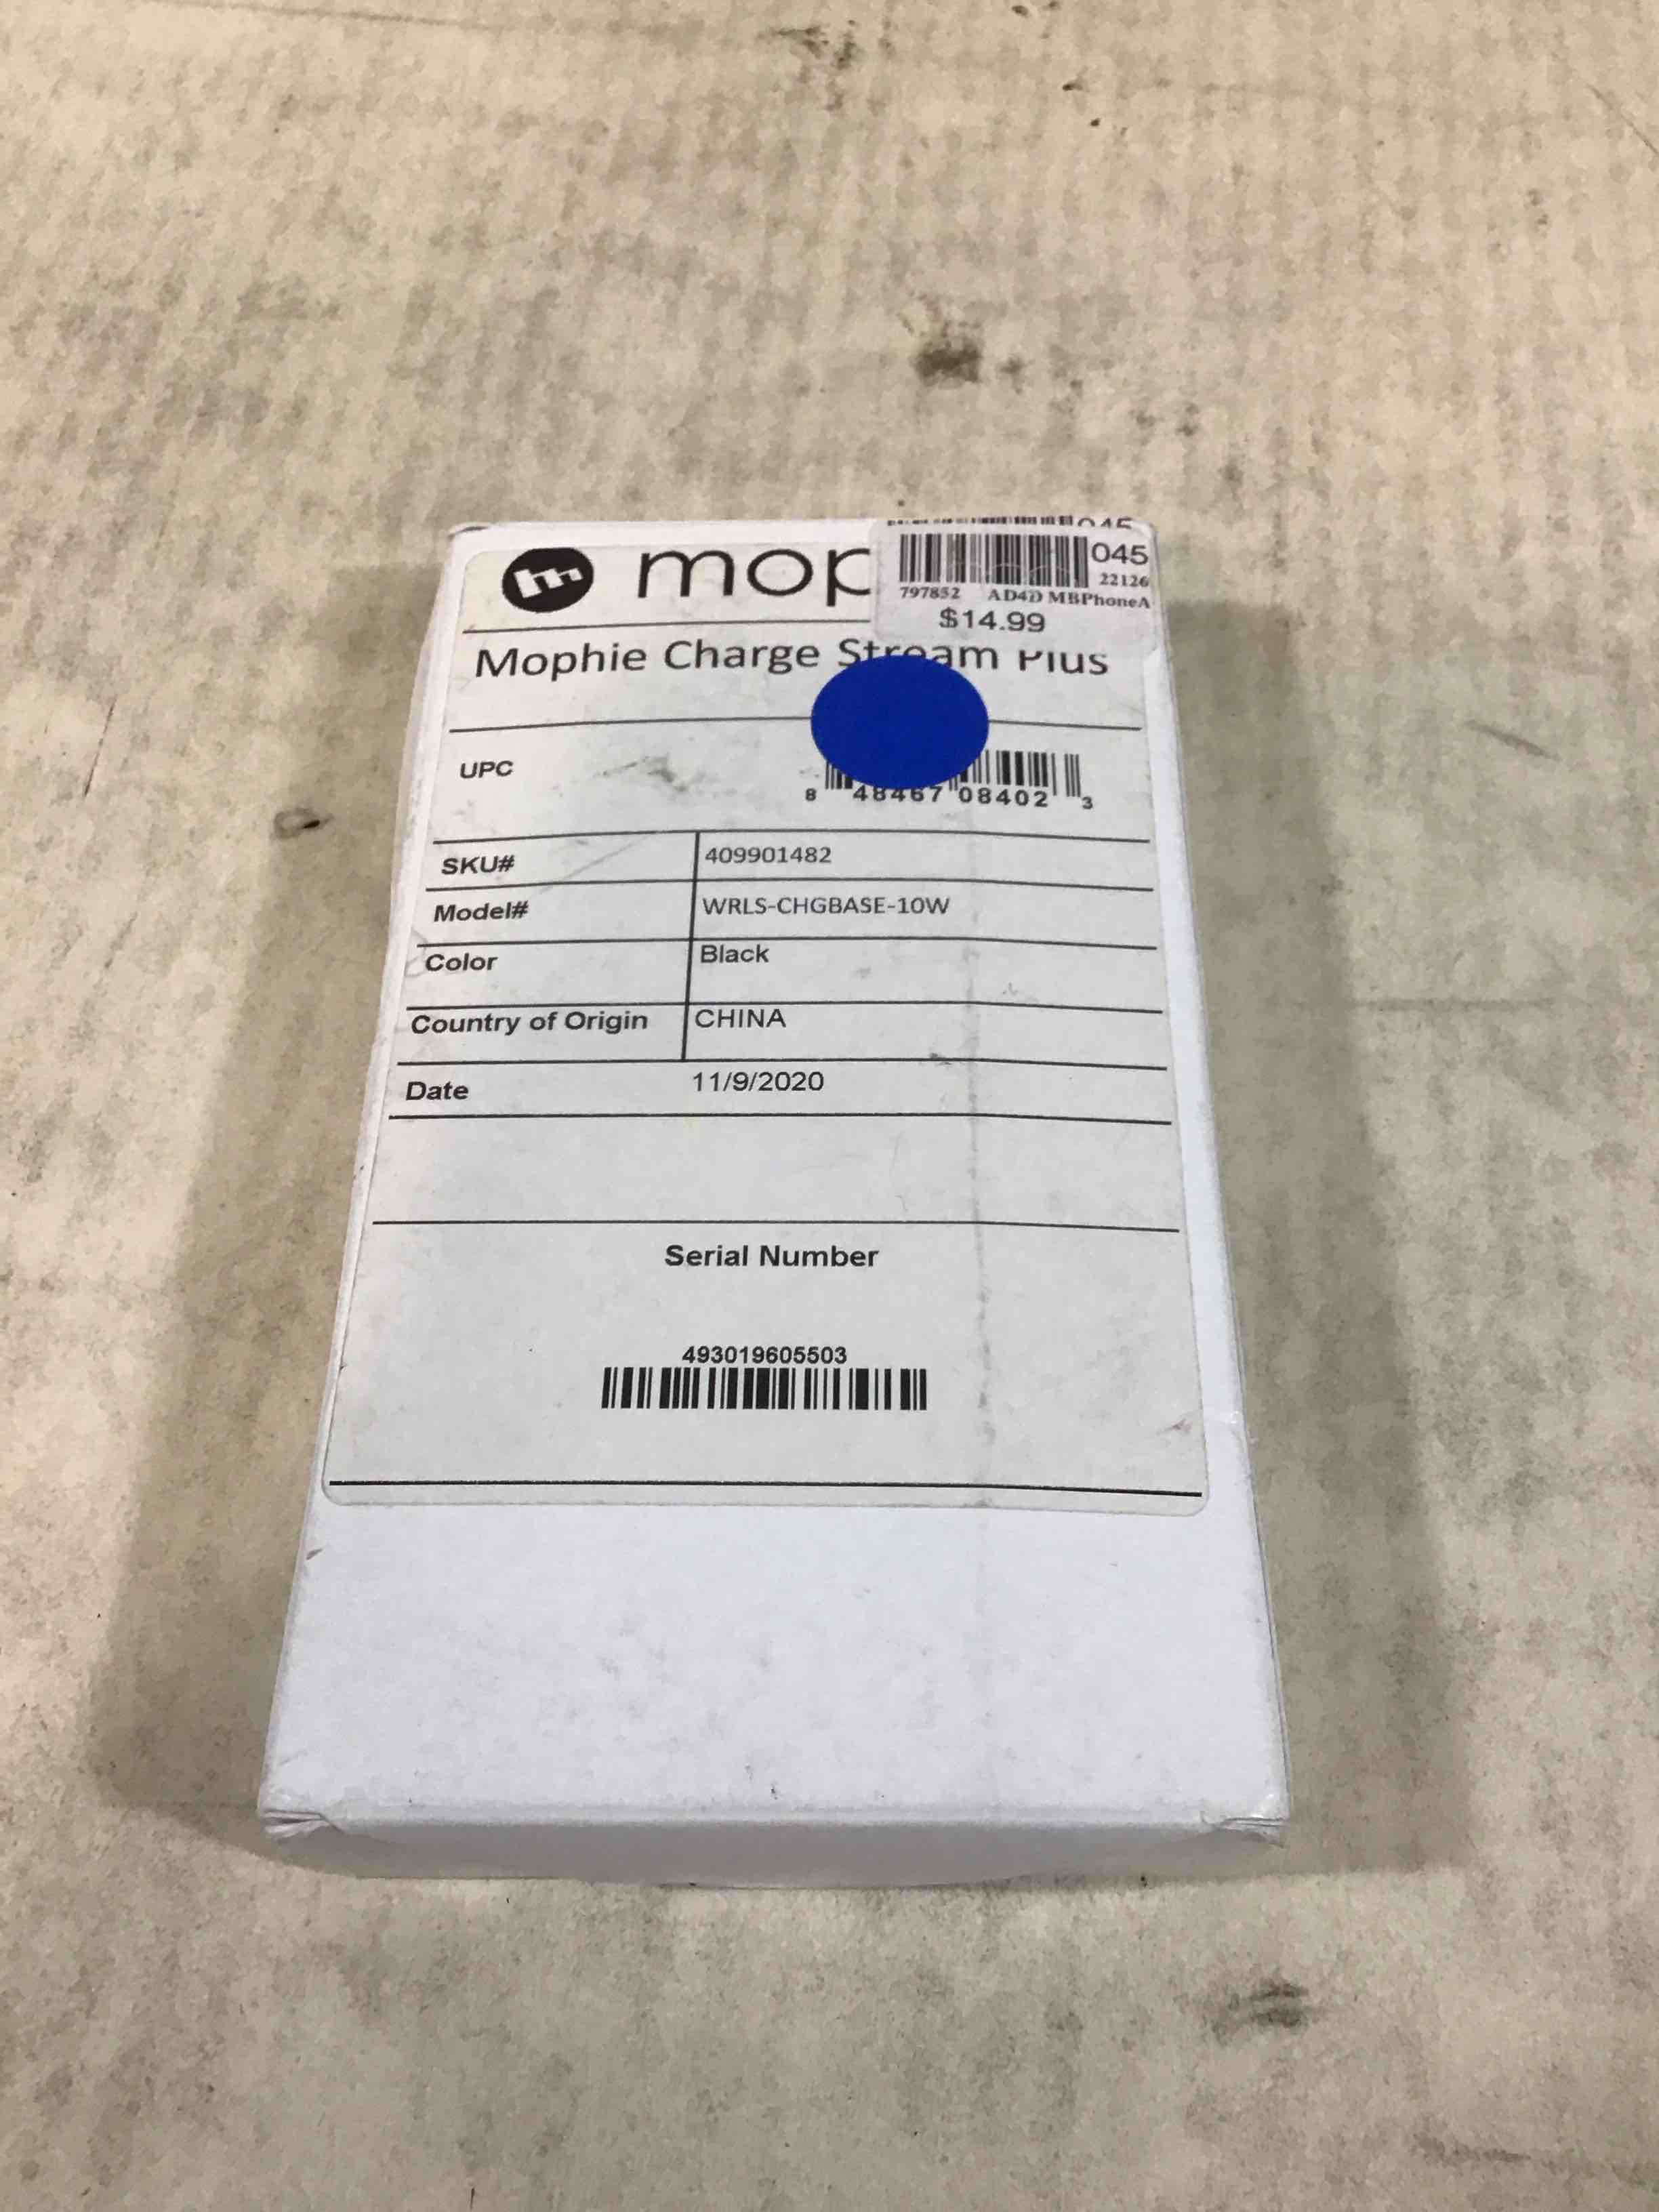 mop
045
045
22126
797852 AD4D MBPhoneA
$14.99
Mophie Charge Stream Plus
UPC
8 48467 08402 3
SKU# 409901482
Model# WRLS-CHGBASE-10W
Color Black
Country of Origin CHINA
Date 11/9/2020
Serial Number
493019605503